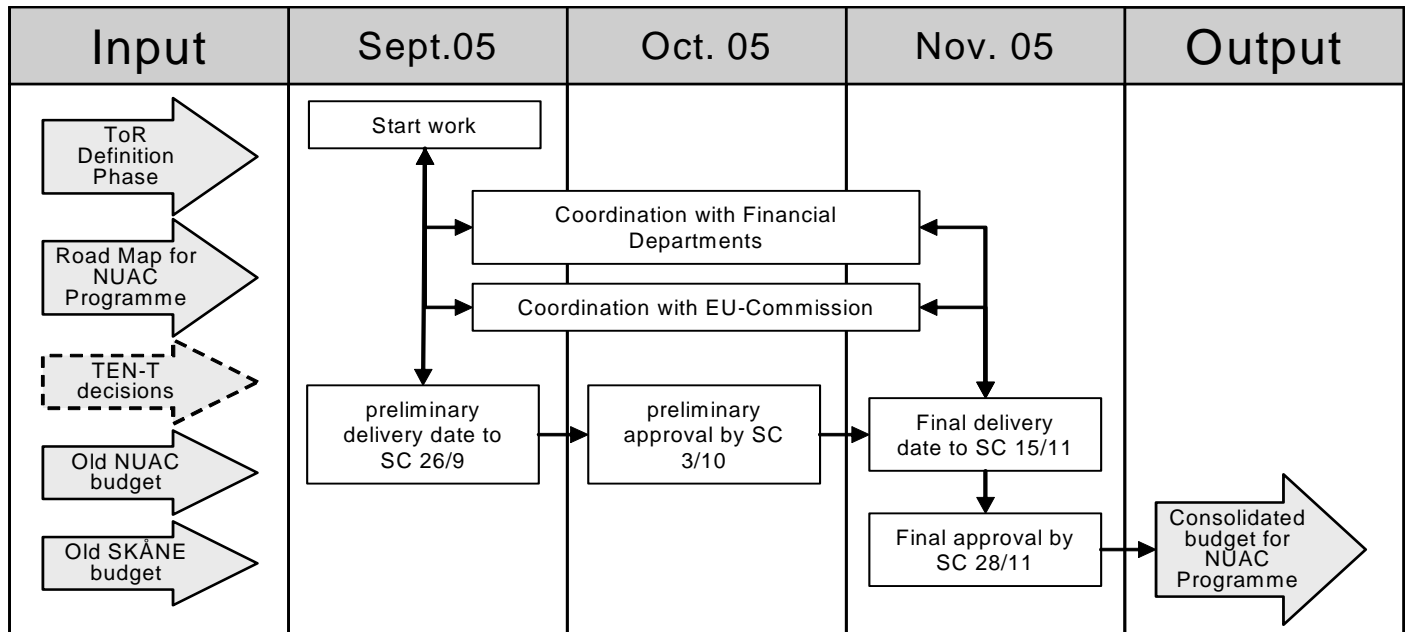 Input
Sept.05
Oct. 05
Nov. 05
Output
ToR
Definition
Phase
Road Map for
NUAC
Programme
TEN-T
decisions
Old NUAC
budget
Old SKÅNE
budget
Start work
Coordination with Financial
Departments
Coordination with EU-Commission
preliminary
delivery date to
SC 26/9
preliminary
approval by SC
3/10
Final delivery
date to SC 15/11
Final approval by
SC 28/11
Consolidated
budget for
NUAC
Programme